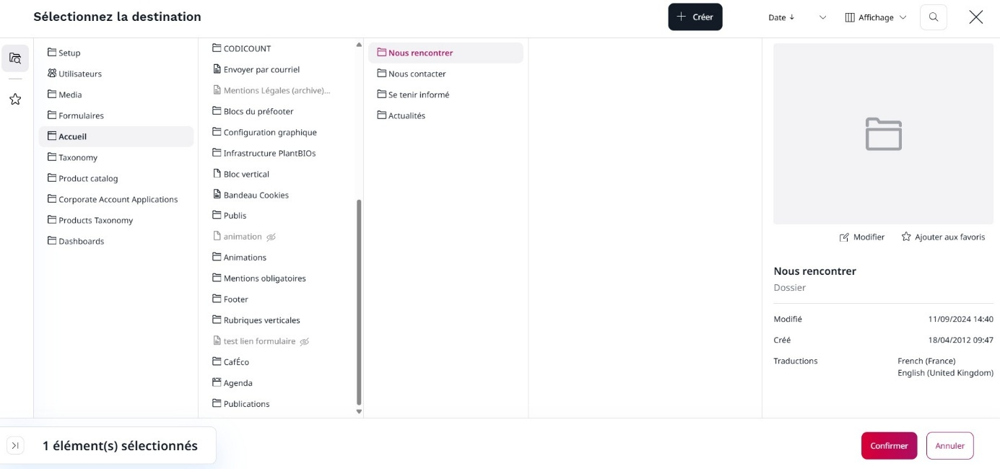 Sélectionnez la destination
Créer
Date ↓
Affichage
Setup
Utilisateurs
Media
Formulaires
Accueil
Taxonomy
Product catalog
Corporate Account Applications
Products Taxonomy
Dashboards
CODICOUNT
Envoyer par courriel
Mentions Légales (archive)...
Blocs du préfooter
Configuration graphique
Infrastructure PlantBIOs
Bloc vertical
Bandeau Cookies
Publis
animation
Animations
Mentions obligatoires
Footer
Rubriques verticales
test lien formulaire
CafÉco
Agenda
Publications
Nous rencontrer
Nous contacter
Se tenir informé
Actualités
Modifier
Ajouter aux favoris
Nous rencontrer
Dossier
Modifié 11/09/2024 14:40
Créé 18/04/2012 09:47
Traductions French (France)
English (United Kingdom)
1 élément(s) sélectionnés
Confirmer
Annuler